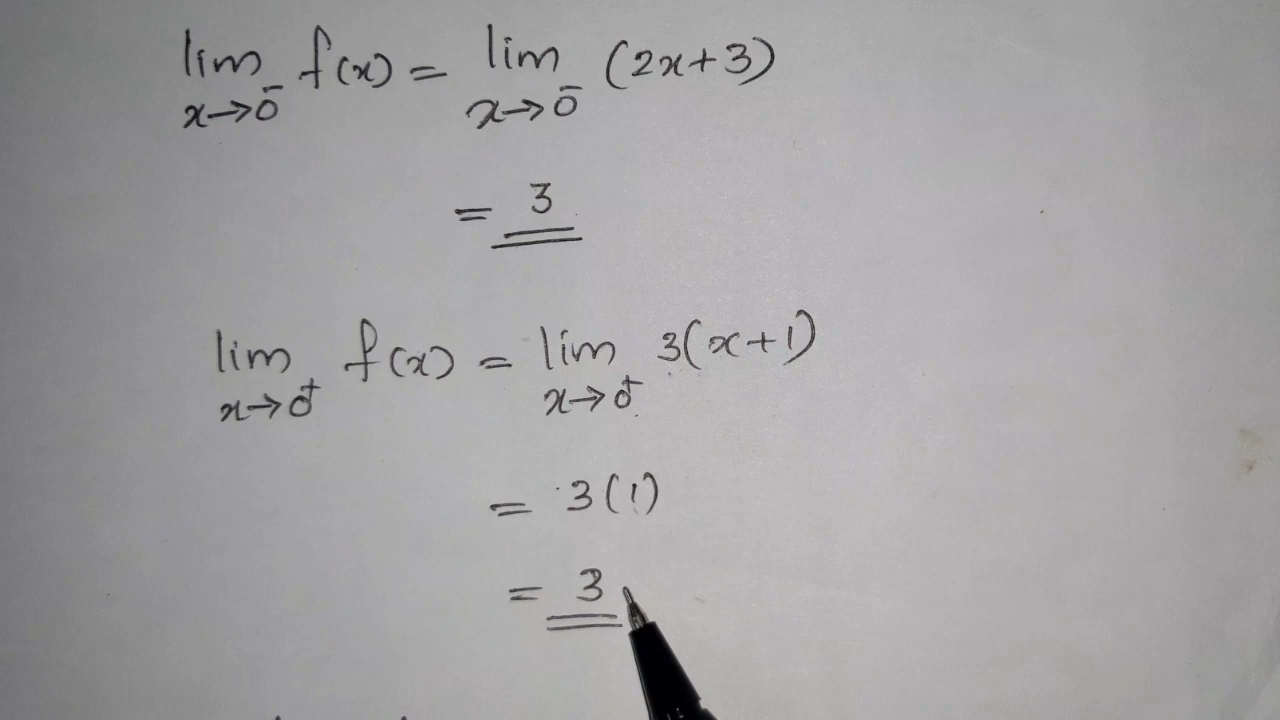 lim f(x) = lim (2x+3)
x→0⁻ x→0⁻
= 3
lim f(x) = lim 3(x+1)
x→0⁺ x→0⁺
= 3(1)
= 3